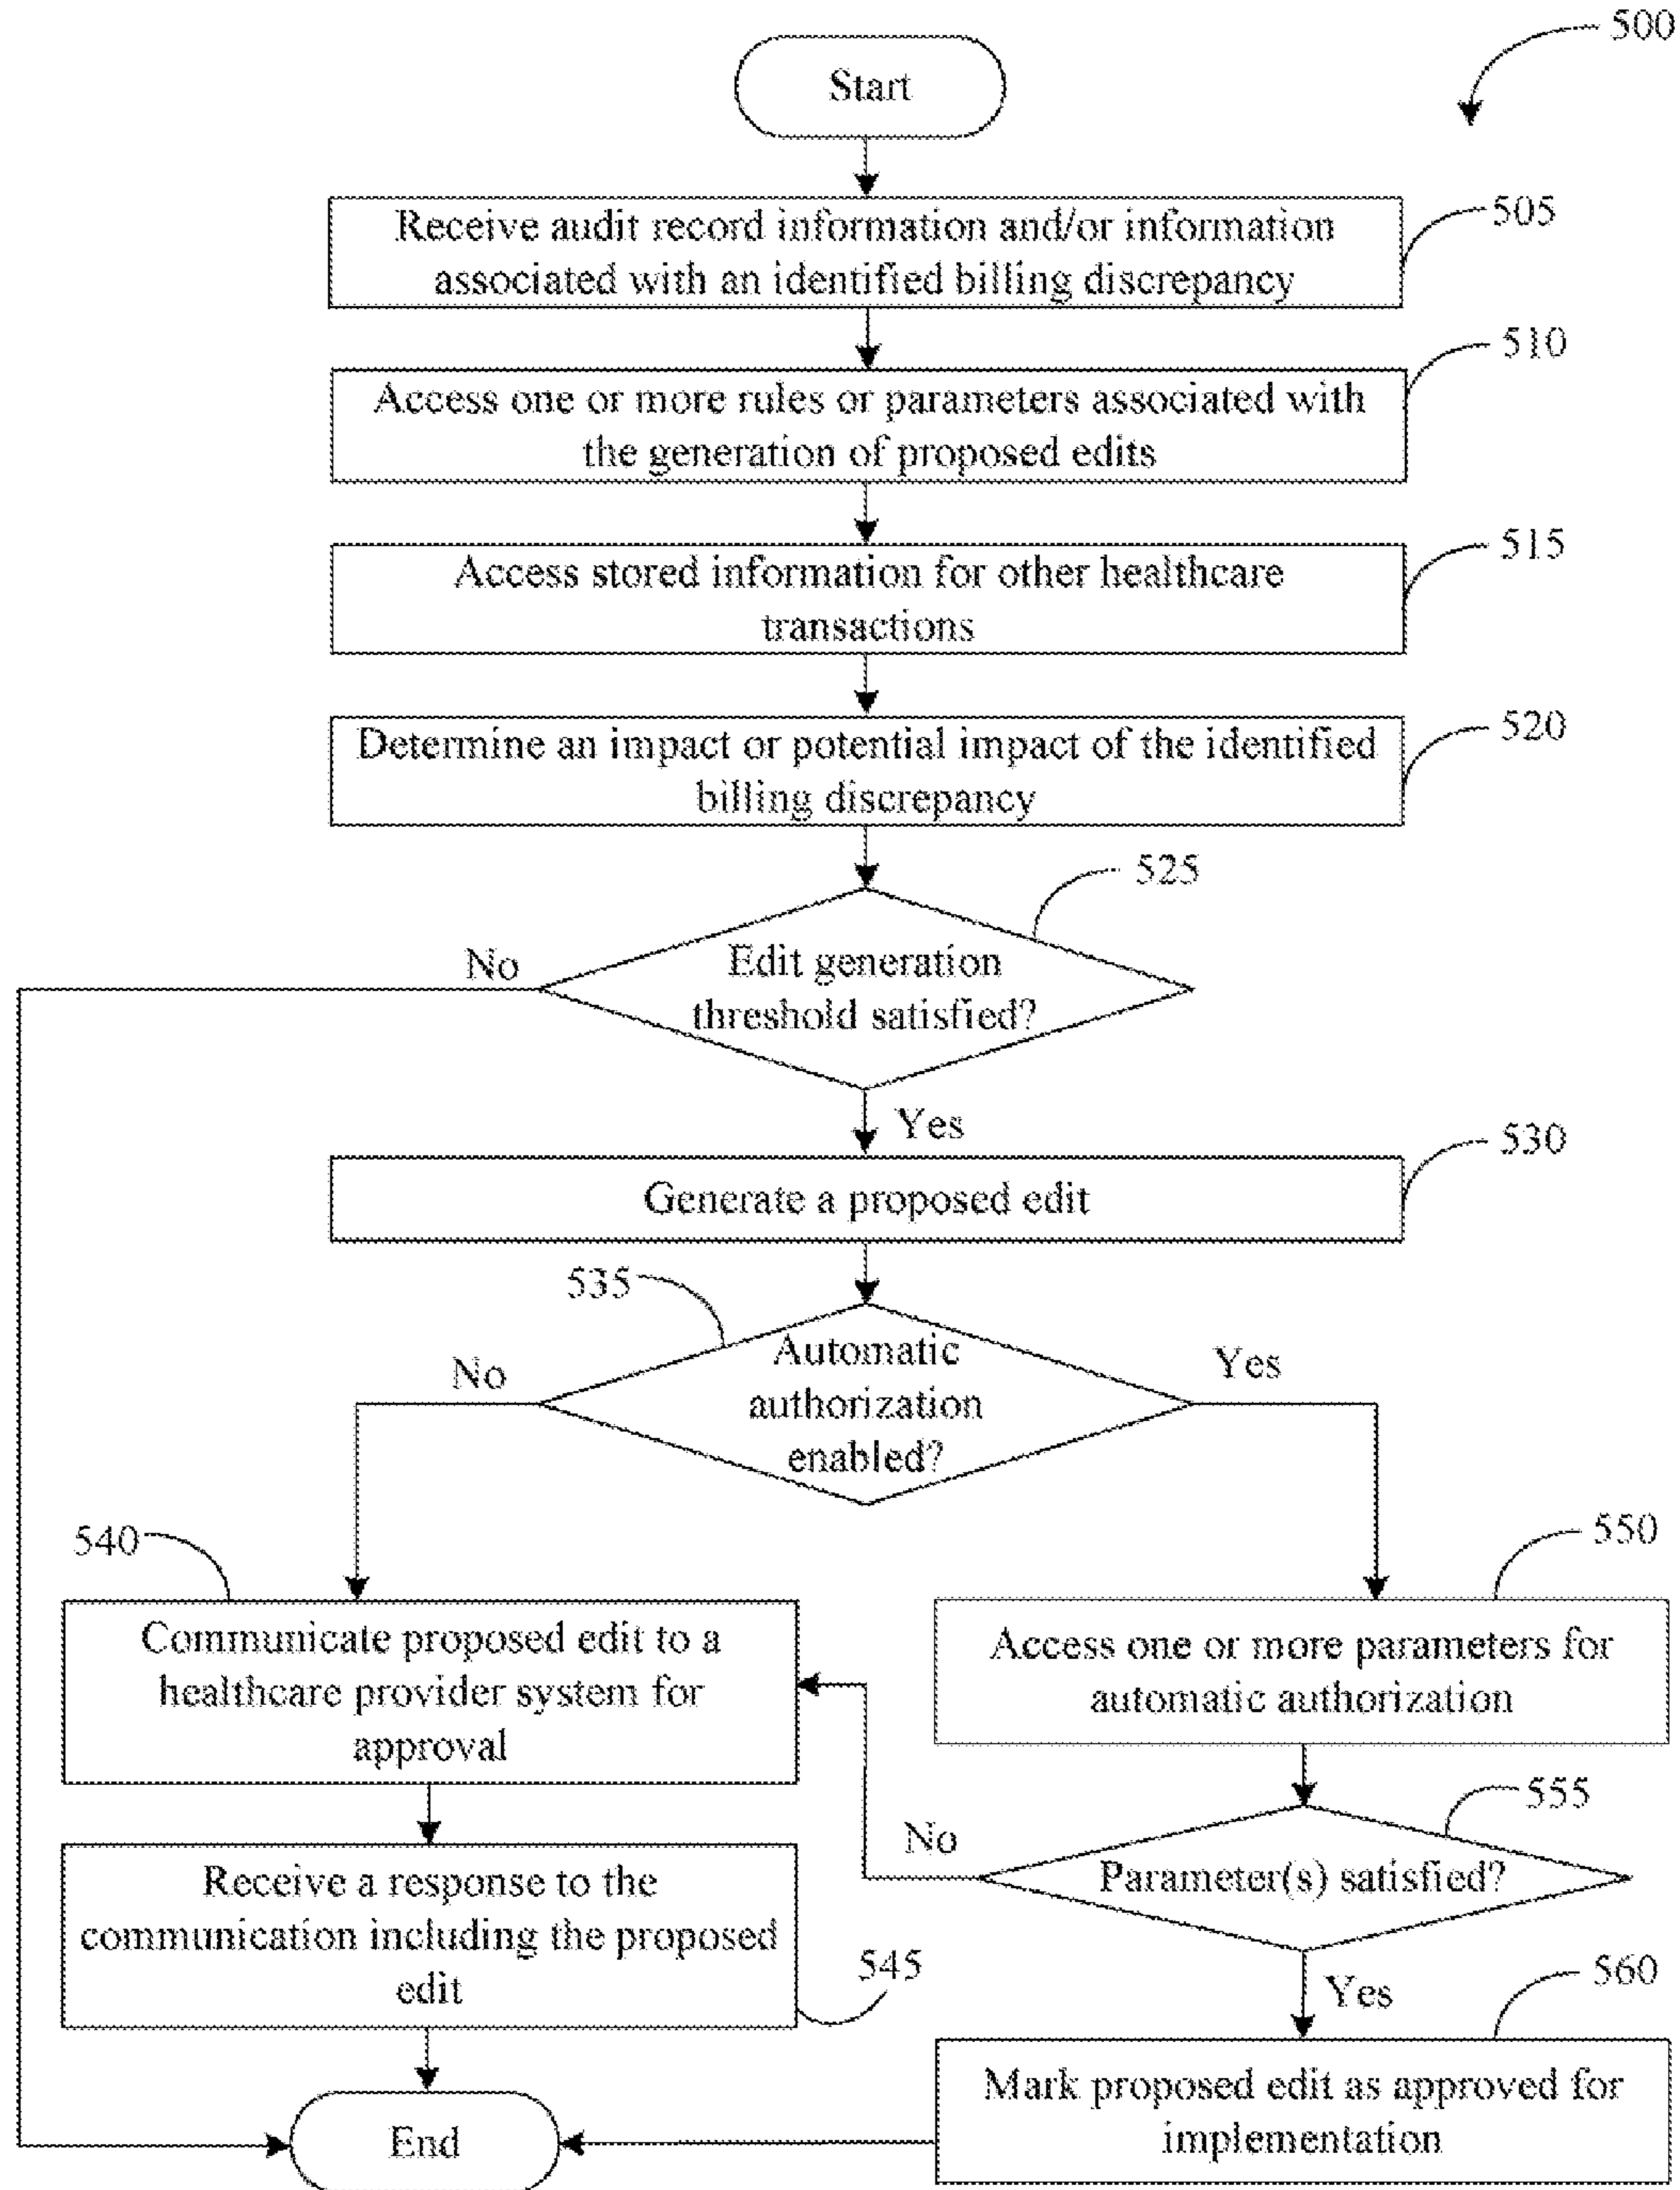 500
Start
Receive audit record information and/or information
associated with an identified billing discrepancy
505
510
Access one or more rules or parameters associated with
the generation of proposed edits
515
Access stored information for other healthcare
transactions
520
Determine an impact or potential impact of the identified
billing discrepancy
525
No
Edit generation
threshold satisfied?
Yes
530
Generate a proposed edit
535
No
Automatic
authorization
enabled?
Yes
540
Communicate proposed edit to a
healthcare provider system for
approval
550
Access one or more parameters for
automatic authorization
555
No
Parameter(s) satisfied?
Receive a response to the
communication including the proposed
edit
545
Yes
560
Mark proposed edit as approved for
implementation
End